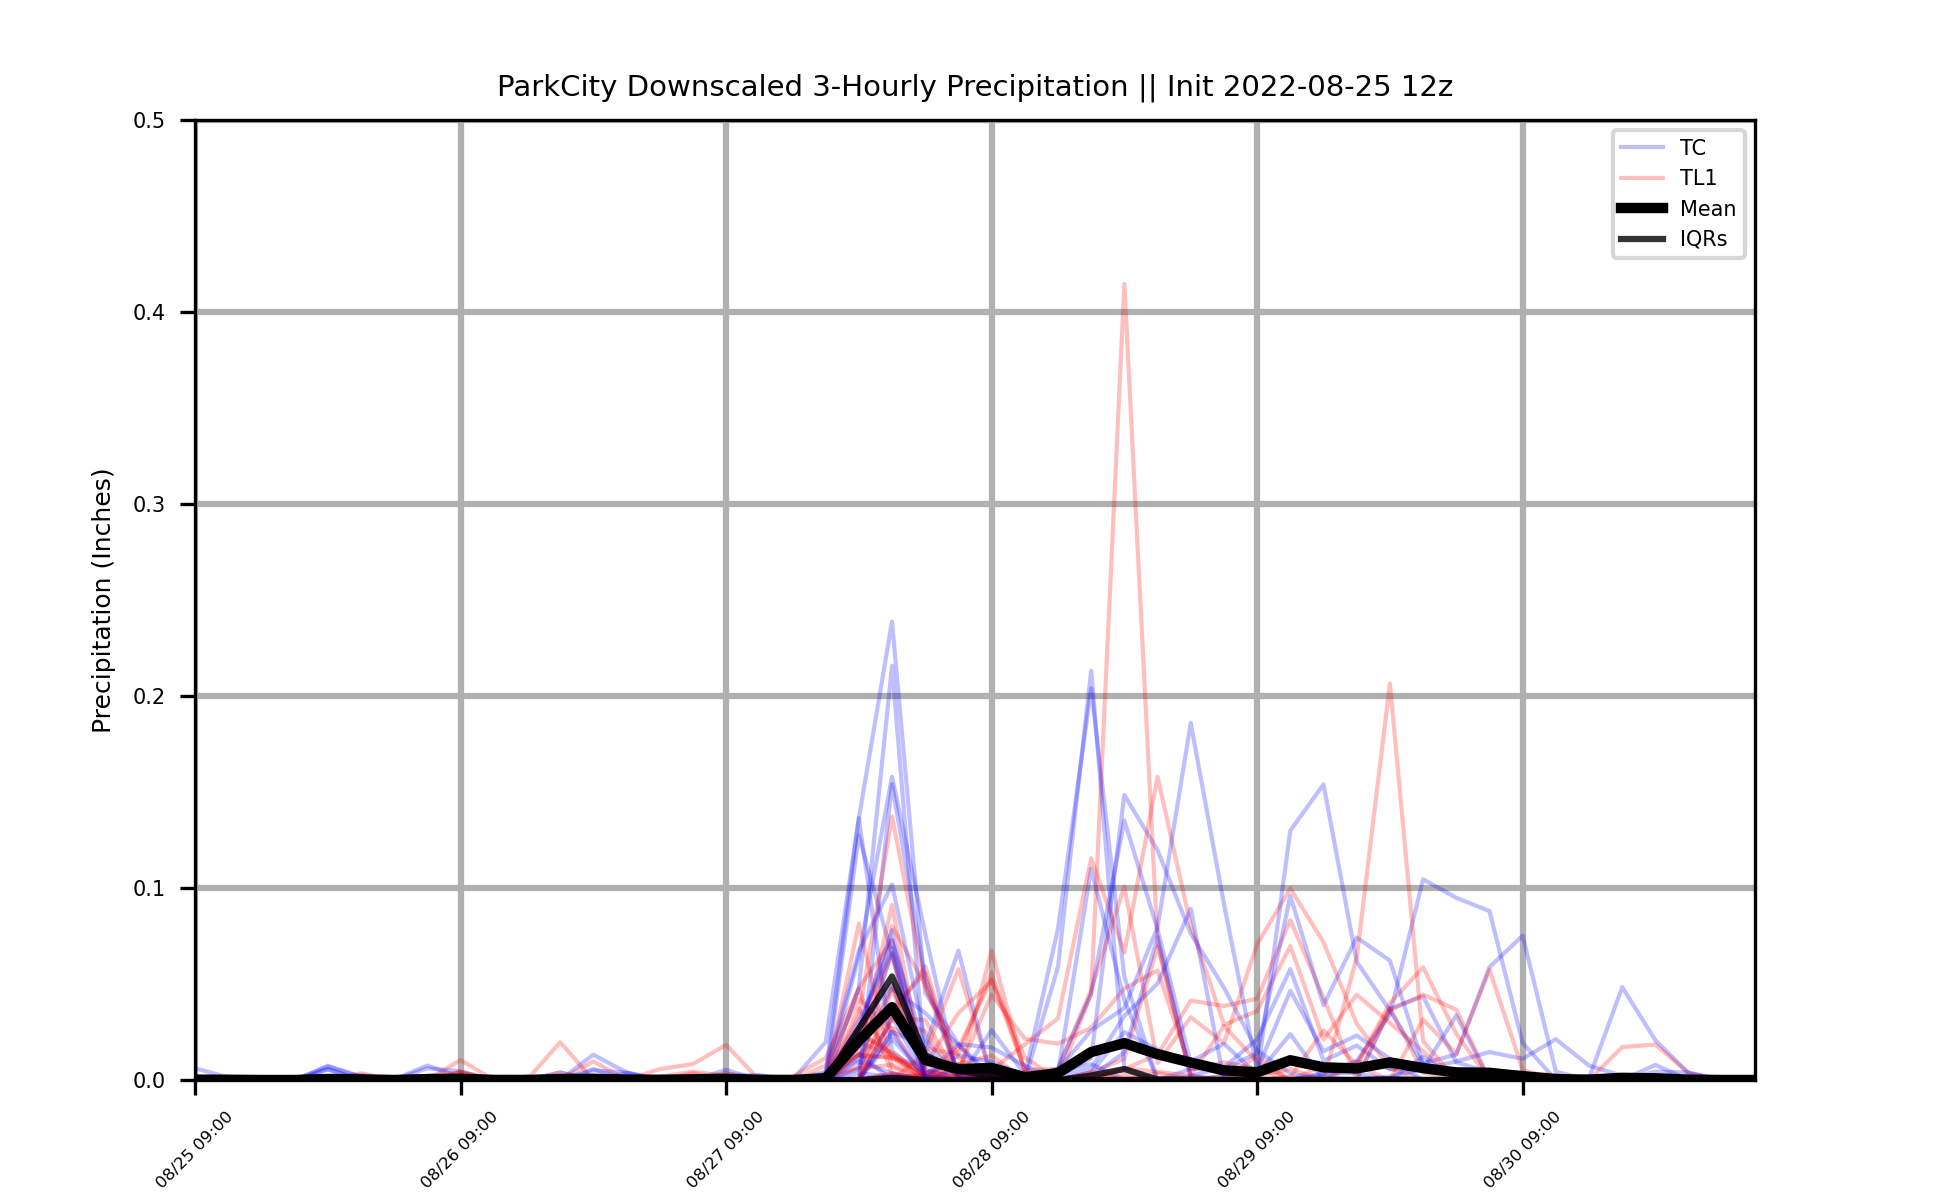 ParkCity Downscaled 3-Hourly Precipitation || Init 2022-08-25 12z
Precipitation (Inches)
0.5
0.4
0.3
0.2
0.1
0.0
TC
TL1
Mean
IQRs
08/25 09:00
08/26 09:00
08/27 09:00
08/28 09:00
08/29 09:00
08/30 09:00